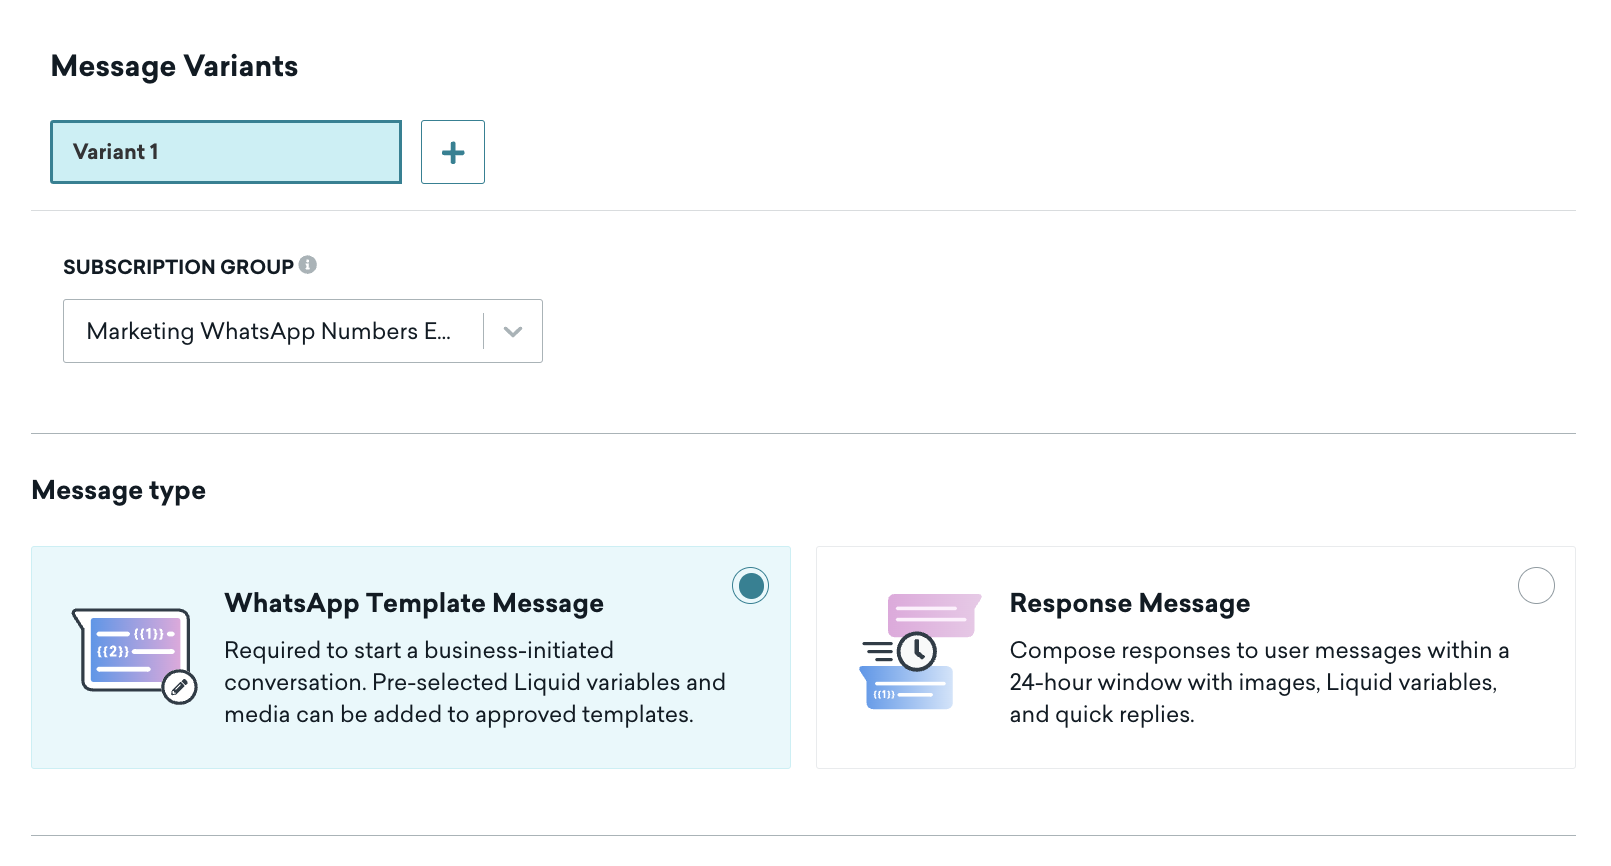 Message Variants
Variant 1
SUBSCRIPTION GROUP
Marketing WhatsApp Numbers E...
Message type
WhatsApp Template Message
Required to start a business-initiated
conversation. Pre-selected Liquid variables and
media can be added to approved templates.
{{1}}
{{2}}
Response Message
Compose responses to user messages within a
24-hour window with images, Liquid variables,
and quick replies.
{{1}}